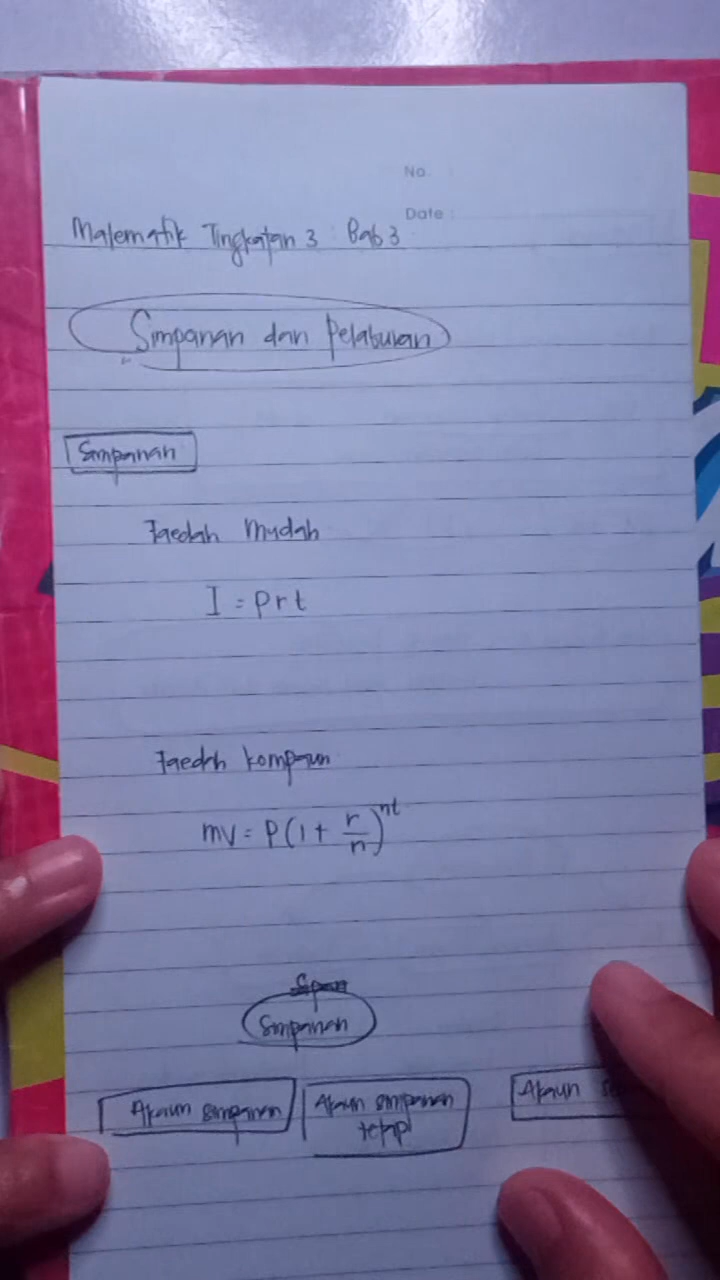 No.
Date :
Matematik Tingkatan 3 : Bab 3
Simpanan dan Pelaburan
Simpanan
Faedah Mudah
I = Prt
Faedah kompaun
MV = P(1 + r/n)^nt
Simpanan
Akaun simpanan
Akaun simpanan tetap
Akaun